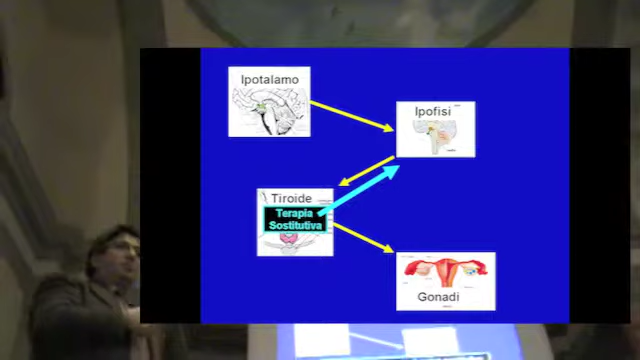 Ipotalamo
Ipofisi
Tiroide
Terapia
Sostitutiva
Gonadi